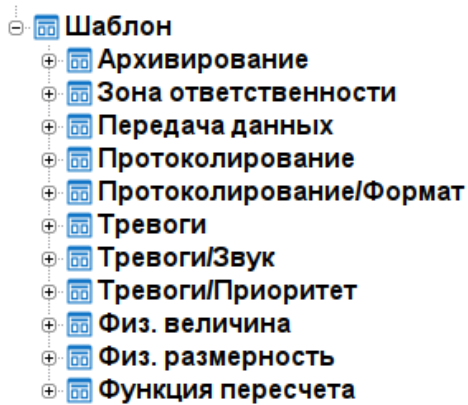 Шаблон
Архивирование
Зона ответственности
Передача данных
Протоколирование
Протоколирование/Формат
Тревоги
Тревоги/Звук
Тревоги/Приоритет
Физ. величина
Физ. размерность
Функция пересчета